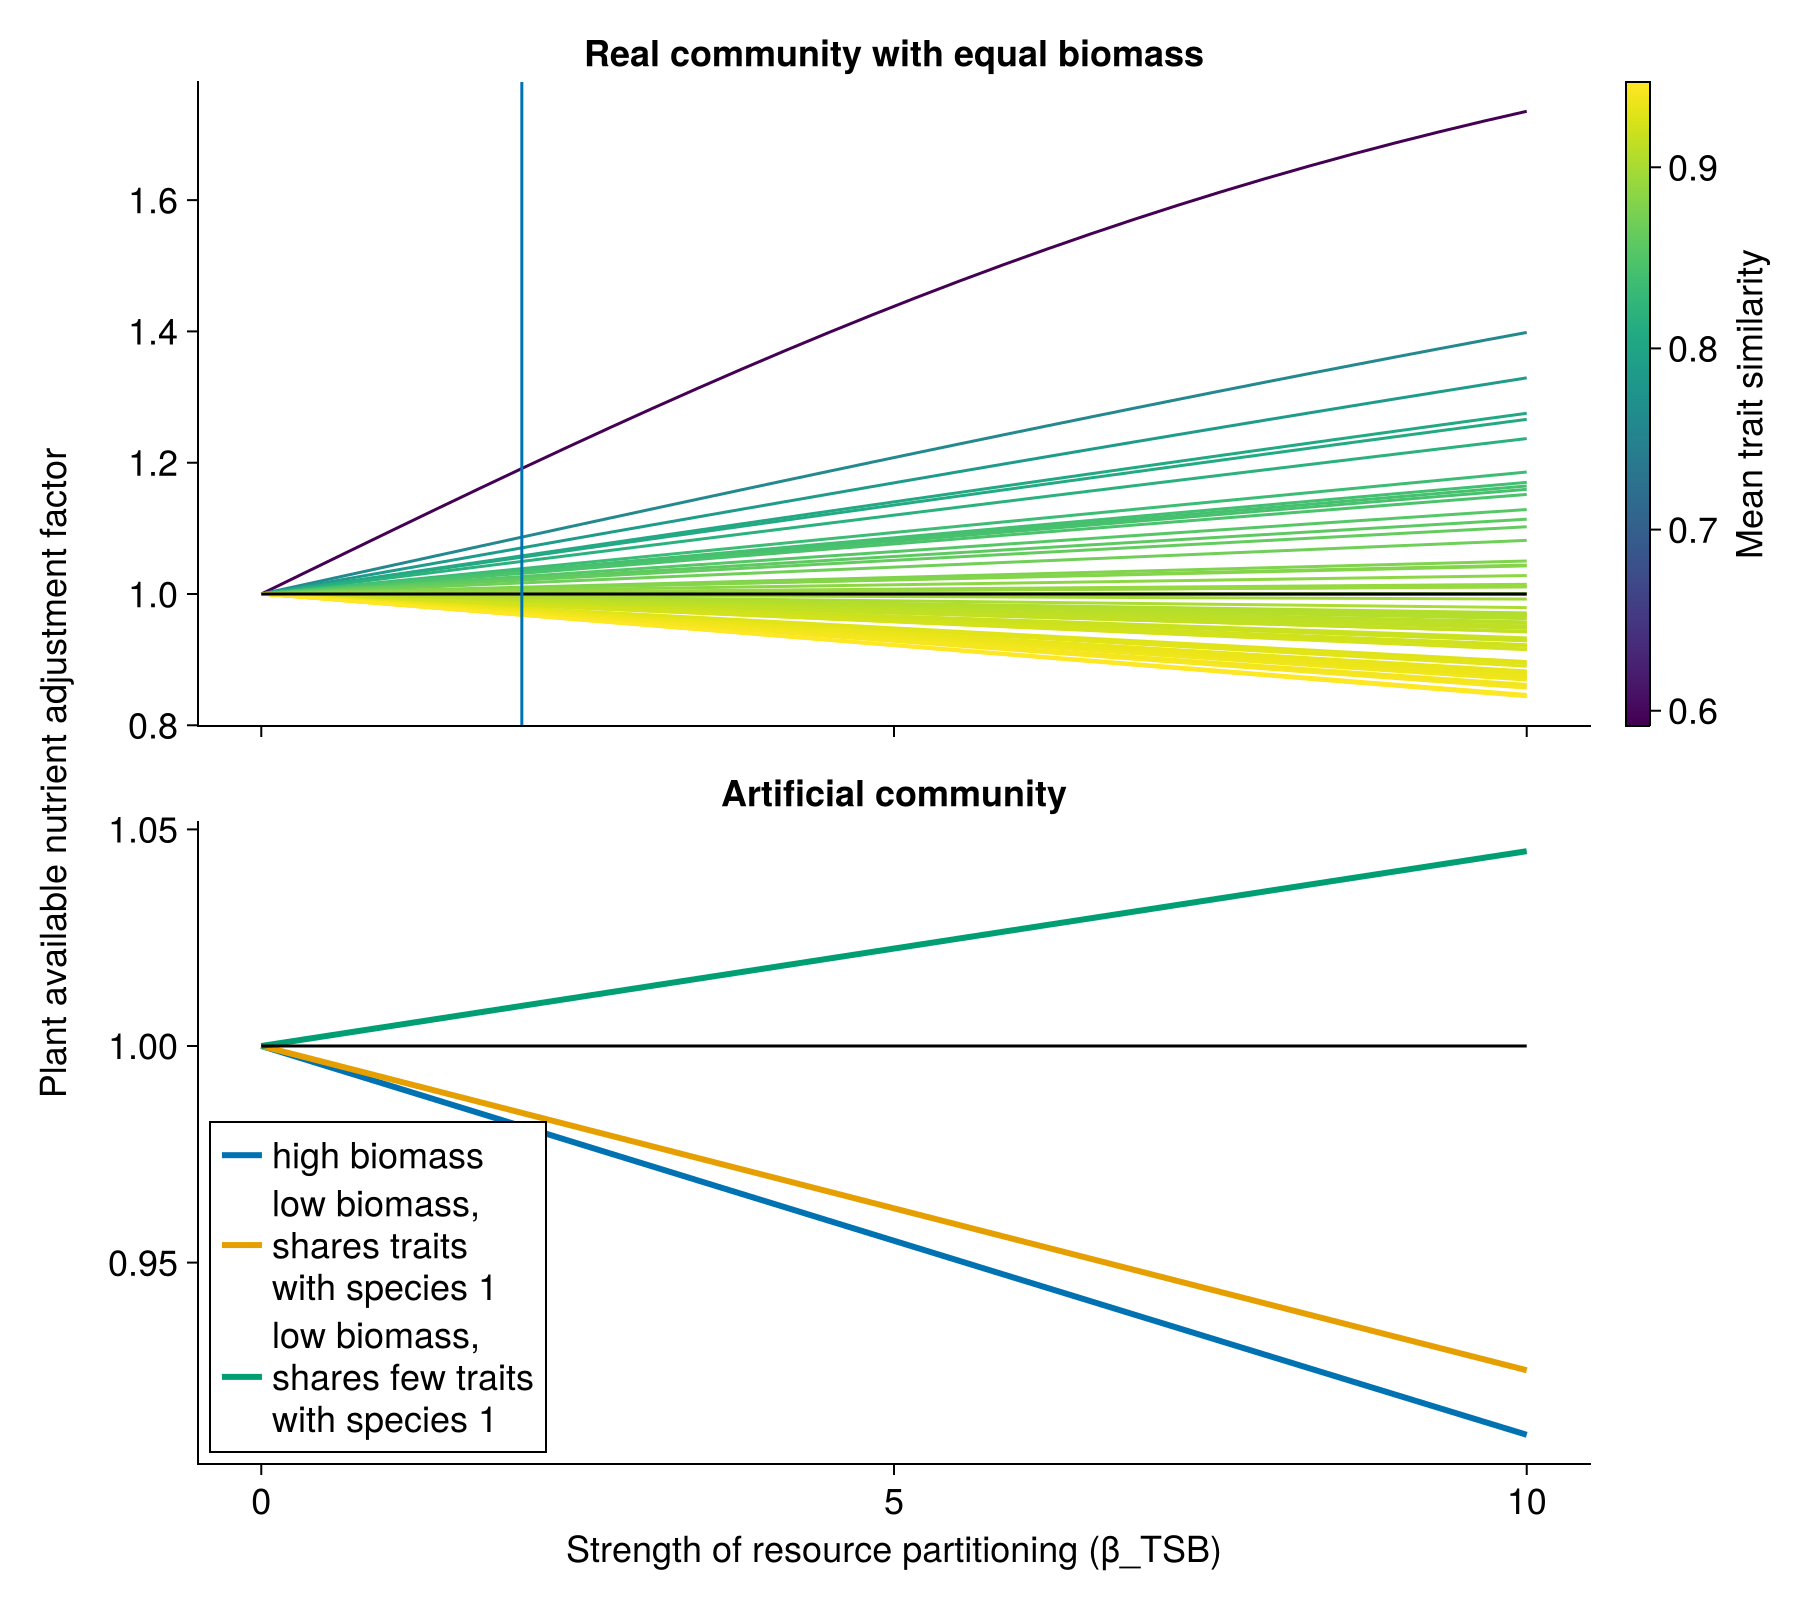 Real community with equal biomass
1.6
1.4
1.2
1.0
0.8
0.9
0.8
0.7
0.6
Mean trait similarity
Plant available nutrient adjustment factor
Artificial community
1.05
1.00
0.95
high biomass
low biomass,
shares traits
with species 1
low biomass,
shares few traits
with species 1
0
5
10
Strength of resource partitioning (β_TSB)